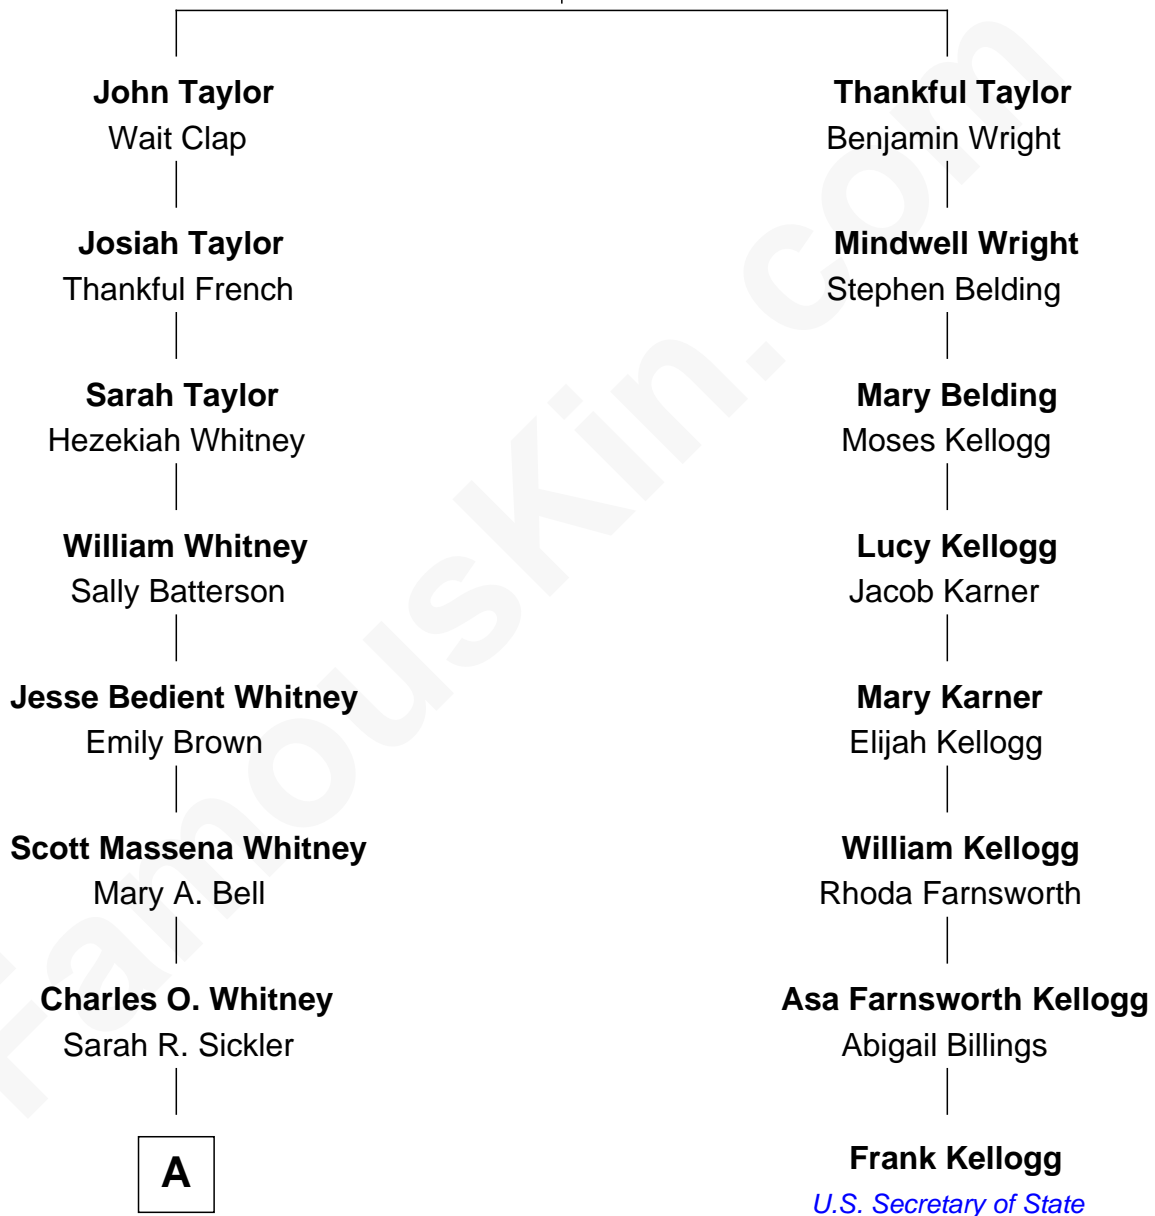 John Taylor
Wait Clap
Thankful Taylor
Benjamin Wright
Josiah Taylor
Thankful French
Mindwell Wright
Stephen Belding
Sarah Taylor
Hezekiah Whitney
Mary Belding
Moses Kellogg
William Whitney
Sally Batterson
Lucy Kellogg
Jacob Karner
Jesse Bedient Whitney
Emily Brown
Mary Karner
Elijah Kellogg
Scott Massena Whitney
Mary A. Bell
William Kellogg
Rhoda Farnsworth
Charles O. Whitney
Sarah R. Sickler
Asa Farnsworth Kellogg
Abigail Billings
A
Frank Kellogg
U.S. Secretary of State
FamousKin.com